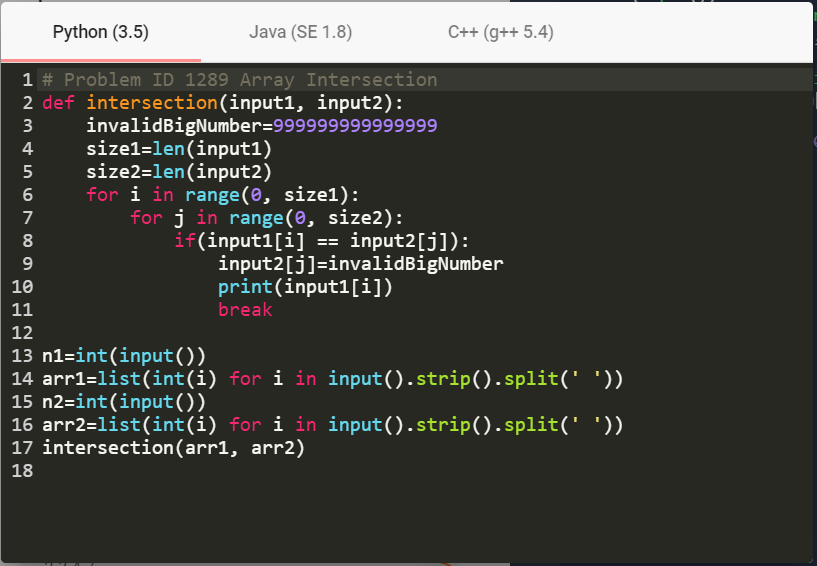 Python (3.5) Java (SE 1.8) C++ (g++ 5.4)
1 # Problem ID 1289 Array Intersection
2 def intersection(input1, input2):
3     invalidBigNumber=999999999999999
4     size1=len(input1)
5     size2=len(input2)
6     for i in range(0, size1):
7         for j in range(0, size2):
8             if(input1[i] == input2[j]):
9                 input2[j]=invalidBigNumber
10                 print(input1[i])
11                 break
12
13 n1=int(input())
14 arr1=list(int(i) for i in input().strip().split(' '))
15 n2=int(input())
16 arr2=list(int(i) for i in input().strip().split(' '))
17 intersection(arr1, arr2)
18